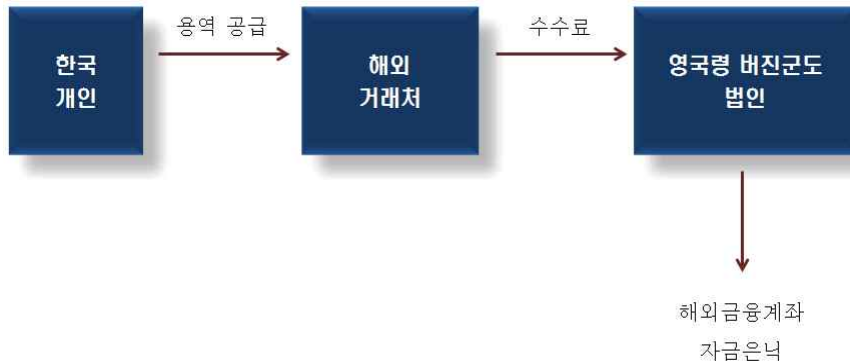 용역 공급
수수료
한국
개인
해외
거래처
영국령 버진군도
법인
해외금융계좌
자금은닉